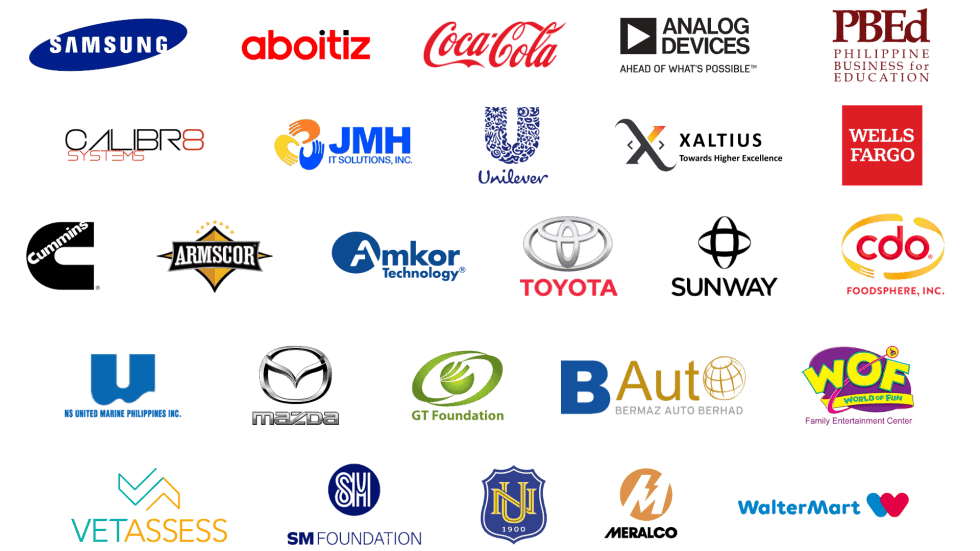 SAMSUNG
aboitiz
Coca-Cola
ANALOG
DEVICES
AHEAD OF WHAT'S POSSIBLE™
PBEd
PHILIPPINE
BUSINESS for
EDUCATION
CALIBR8
SYSTEMS
JMH
IT SOLUTIONS, INC.
Unilever
XALTIUS
Towards Higher Excellence
WELLS
FARGO
Cummins
®
ARMSCOR
Amkor
Technology®
TOYOTA
SUNWAY
cdo®
FOODSPHERE, INC.
NS UNITED MARINE PHILIPPINES INC.
mazda
GT Foundation
B Auto
BERMAZ AUTO BERHAD
WOF
WORLD OF FUN
Family Entertainment Center
VETASSESS
SM
SM FOUNDATION
NU
1900
MERALCO
WalterMart